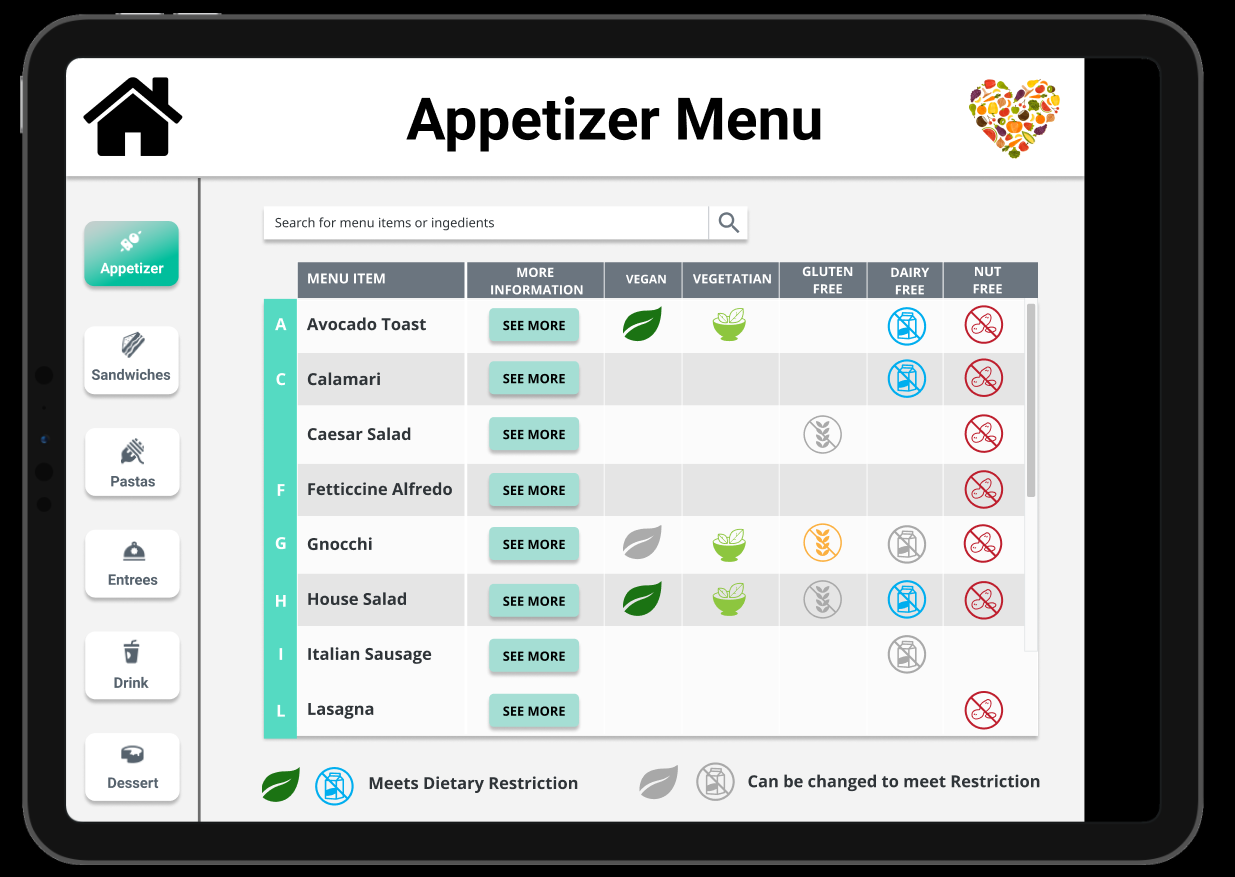 Appetizer Menu
Search for menu items or ingedients
MENU ITEM
MORE
INFORMATION
VEGAN
VEGETATIAN
GLUTEN
FREE
DAIRY
FREE
NUT
FREE
A Avocado Toast SEE MORE
C Calamari SEE MORE
Caesar Salad SEE MORE
F Fetticcine Alfredo SEE MORE
G Gnocchi SEE MORE
H House Salad SEE MORE
I Italian Sausage SEE MORE
L Lasagna SEE MORE
Appetizer
Sandwiches
Pastas
Entrees
Drink
Dessert
Meets Dietary Restriction
Can be changed to meet Restriction